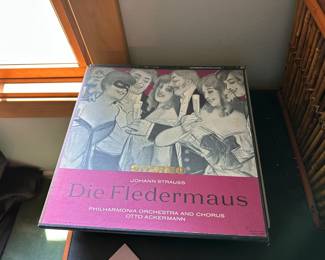 JOHANN STRAUSS
Die Fledermaus
PHILHARMONIA ORCHESTRA AND CHORUS
OTTO ACKERMANN